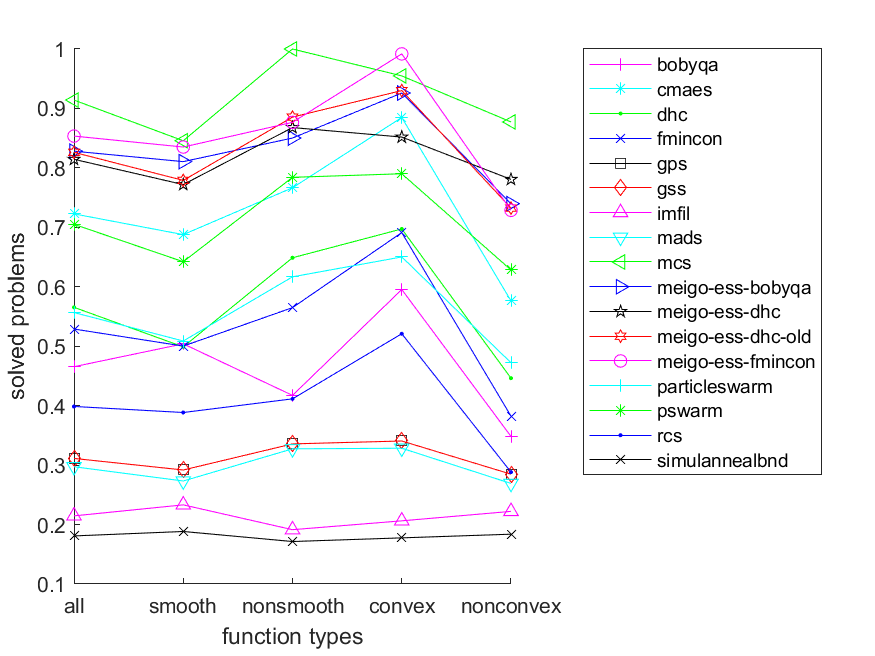 1
0.9
0.8
0.7
0.6
0.5
0.4
0.3
0.2
0.1
solved problems
all smooth nonsmooth convex nonconvex
function types
bobyqa
cmaes
dhc
fmincon
gps
gss
imfil
mads
mcs
meigo-ess-bobyqa
meigo-ess-dhc
meigo-ess-dhc-old
meigo-ess-fmincon
particleswarm
pswarm
rcs
simulannealbnd